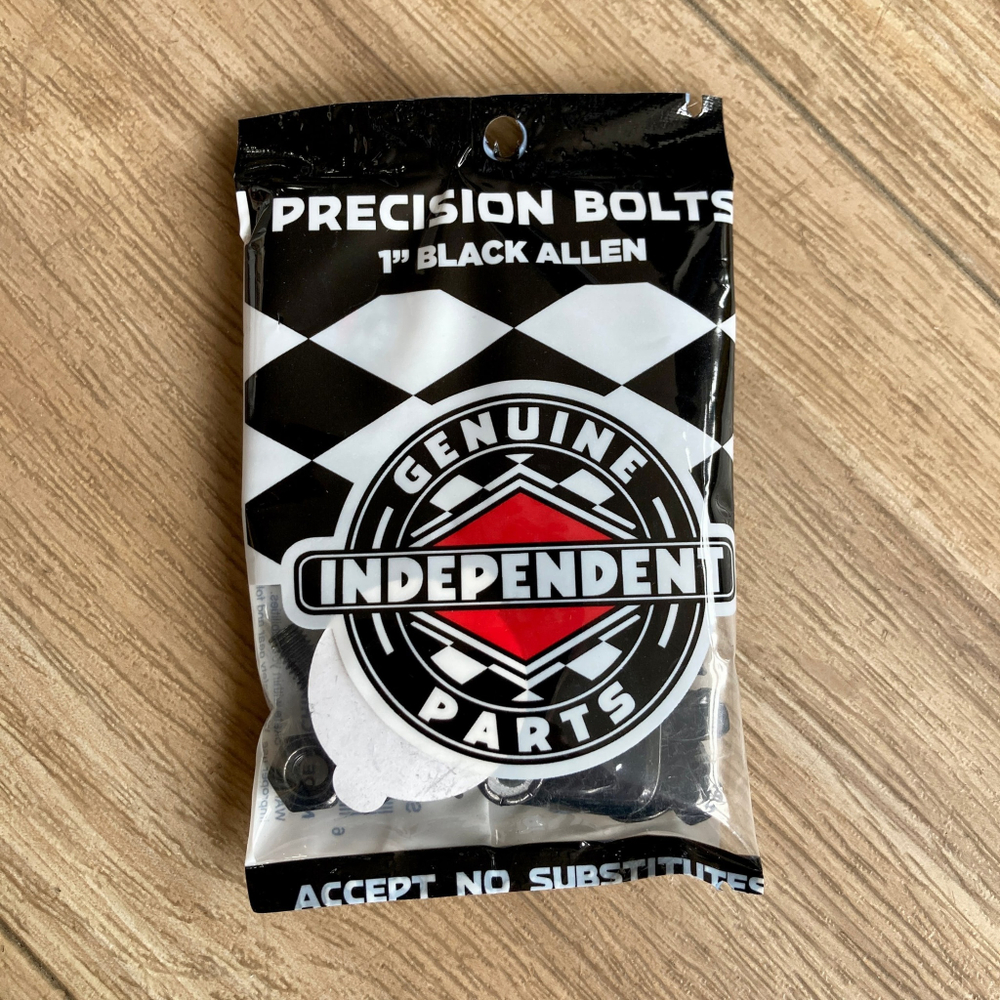 PRECISION BOLTS
1” BLACK ALLEN
GENUINE
INDEPENDENT
PARTS
ACCEPT NO SUBSTITUTES